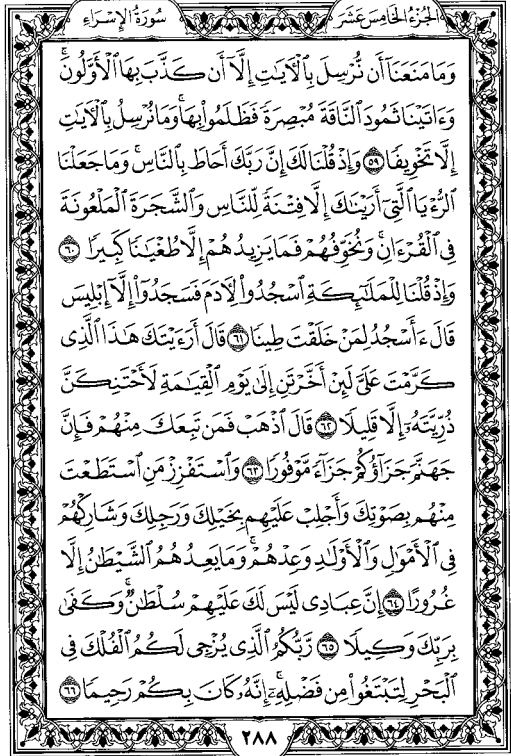 الجزء الخامس عشر
سورة الإسراء
وَمَا مَنَعَنَآ أَن نُّرْسِلَ بِٱلْءَايَٰتِ إِلَّآ أَن كَذَّبَ بِهَا ٱلْأَوَّلُونَۚ
وَءَاتَيْنَا ثَمُودَ ٱلنَّاقَةَ مُبْصِرَةً فَظَلَمُوا۟ بِهَاۚ وَمَا نُرْسِلُ بِٱلْءَايَٰتِ
إِلَّا تَخْوِيفًا ٥٩ وَإِذْ قُلْنَا لَكَ إِنَّ رَبَّكَ أَحَاطَ بِٱلنَّاسِۚ وَمَا جَعَلْنَا
ٱلرُّءْيَا ٱلَّتِىٓ أَرَيْنَٰكَ إِلَّا فِتْنَةً لِّلنَّاسِ وَٱلشَّجَرَةَ ٱلْمَلْعُونَةَ
فِى ٱلْقُرْءَانِۚ وَنُخَوِّفُهُمْ فَمَا يَزِيدُهُمْ إِلَّا طُغْيَٰنًا كَبِيرًا ٦٠
وَإِذْ قُلْنَا لِلْمَلَٰٓئِكَةِ ٱسْجُدُوا۟ لِءَادَمَ فَسَجَدُوٓا۟ إِلَّآ إِبْلِيسَ
قَالَ ءَأَسْجُدُ لِمَنْ خَلَقْتَ طِينًا ٦١ قَالَ أَرَءَيْتَكَ هَٰذَا ٱلَّذِى
كَرَّمْتَ عَلَىَّ لَئِنْ أَخَّرْتَنِ إِلَىٰ يَوْمِ ٱلْقِيَٰمَةِ لَأَحْتَنِكَنَّ
ذُرِّيَّتَهُۥٓ إِلَّا قَلِيلًا ٦٢ قَالَ ٱذْهَبْ فَمَن تَبِعَكَ مِنْهُمْ فَإِنَّ
جَهَنَّمَ جَزَآؤُكُمْ جَزَآءً مَّوْفُورًا ٦٣ وَٱسْتَفْزِزْ مَنِ ٱسْتَطَعْتَ
مِنْهُم بِصَوْتِكَ وَأَجْلِبْ عَلَيْهِم بِخَيْلِكَ وَرَجِلِكَ وَشَارِكْهُمْ
فِى ٱلْأَمْوَٰلِ وَٱلْأَوْلَٰدِ وَعِدْهُمْۚ وَمَا يَعِدُهُمُ ٱلشَّيْطَٰنُ إِلَّا
غُرُورًا ٦٤ إِنَّ عِبَادِى لَيْسَ لَكَ عَلَيْهِمْ سُلْطَٰنٌۚ وَكَفَىٰ
بِرَبِّكَ وَكِيلًا ٦٥ رَّبُّكُمُ ٱلَّذِى يُزْجِى لَكُمُ ٱلْفُلْكَ فِى
ٱلْبَحْرِ لِتَبْتَغُوا۟ مِن فَضْلِهِۦٓۚ إِنَّهُۥ كَانَ بِكُمْ رَحِيمًا ٦٦
٢٨٨